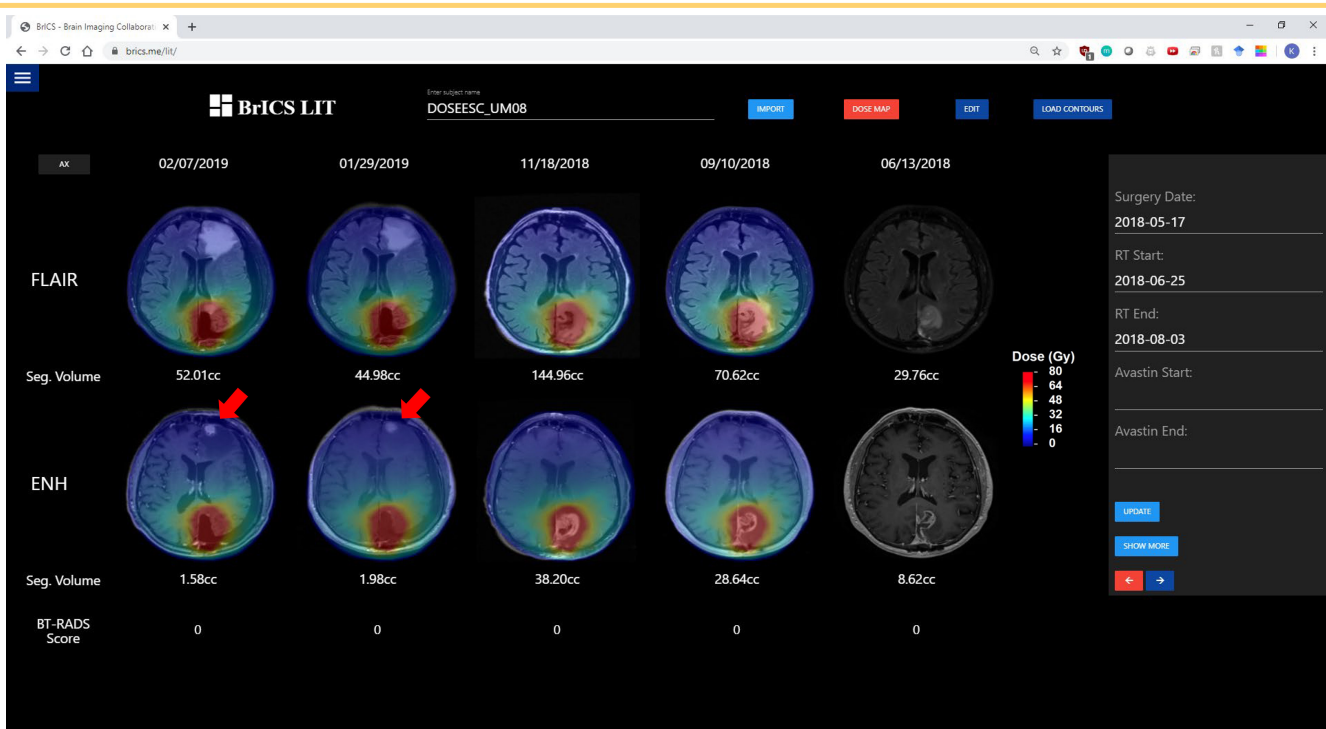 BrICS - Brain Imaging Collaborat
brics.me/lit/
1
K
BrICS LIT
Enter subject name
DOSEESC_UM08
IMPORT
DOSE MAP
EDIT
LOAD CONTOURS
AX
02/07/2019
01/29/2019
11/18/2018
09/10/2018
06/13/2018
FLAIR
Seg. Volume
52.01cc
44.98cc
144.96cc
70.62cc
29.76cc
ENH
Seg. Volume
1.58cc
1.98cc
38.20cc
28.64cc
8.62cc
BT-RADS
Score
0
0
0
0
0
Dose (Gy)
80
64
48
32
16
0
Surgery Date:
2018-05-17
RT Start:
2018-06-25
RT End:
2018-08-03
Avastin Start:
Avastin End:
UPDATE
SHOW MORE